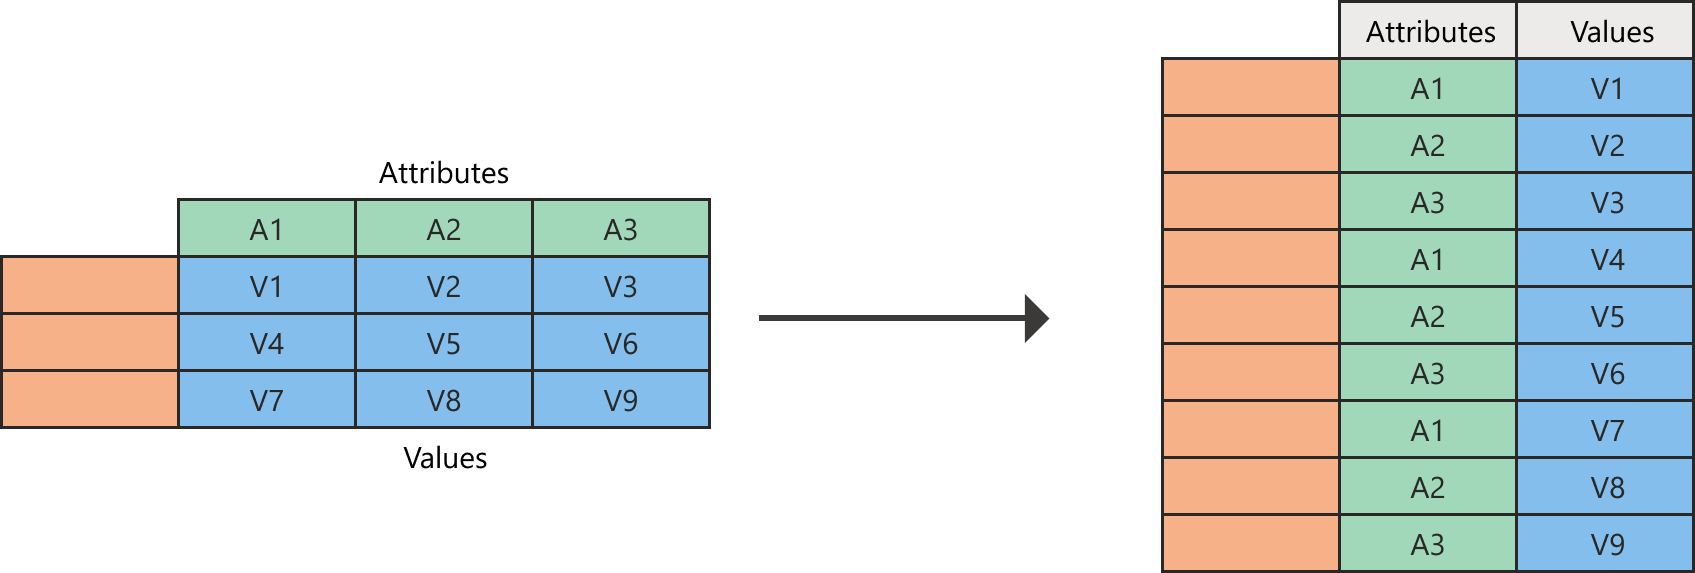 Attributes
A1 A2 A3
V1 V2 V3
V4 V5 V6
V7 V8 V9
Values
Attributes Values
A1 V1
A2 V2
A3 V3
A1 V4
A2 V5
A3 V6
A1 V7
A2 V8
A3 V9